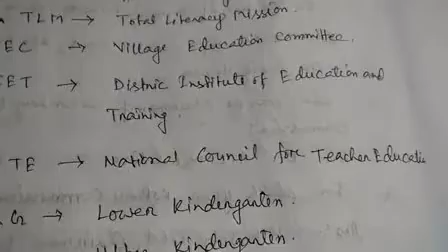 TLM → Total Literacy Mission.
EC → Village Education Committee.
ET → Distric Institute of Education and
Training.
TE → National Council for Teacher Educatio
→ Lower Kindergarten.
Kindergarten.